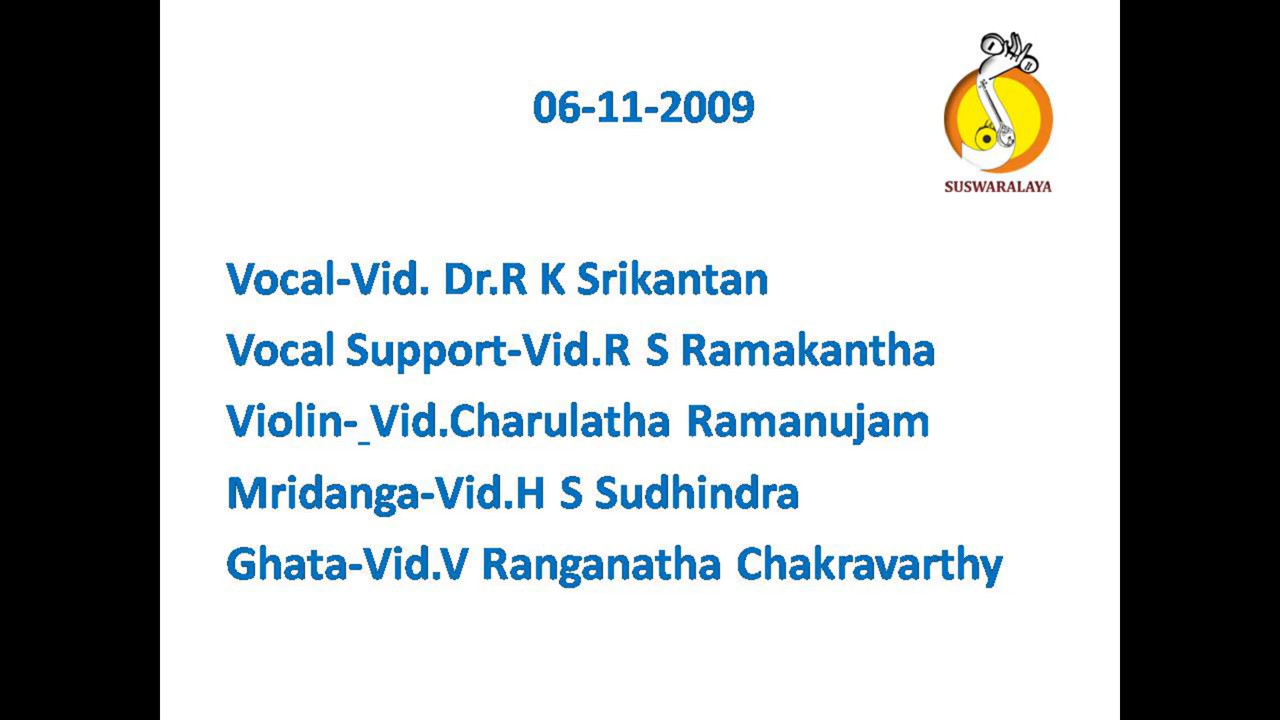 06-11-2009
SUSWARALAYA
Vocal-Vid. Dr.R K Srikantan
Vocal Support-Vid.R S Ramakantha
Violin-_Vid.Charulatha Ramanujam
Mridanga-Vid.H S Sudhindra
Ghata-Vid.V Ranganatha Chakravarthy